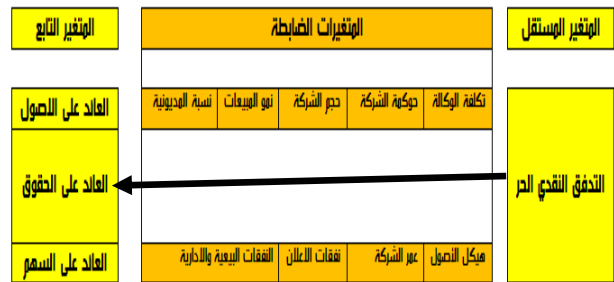 المتغير المستقل
المتغيرات الضابطة
المتغير التابع
تكلفة الوكالة
حوكمة الشركة
حجم الشركة
نمو المبيعات
نسبة المديونية
العائد على الاصول
التدفق النقدي الحر
العائد على الحقوق
هيكل الأصول
عمر الشركة
نفقات الاعلان
النفقات البيعية والادارية
العائد على السهم